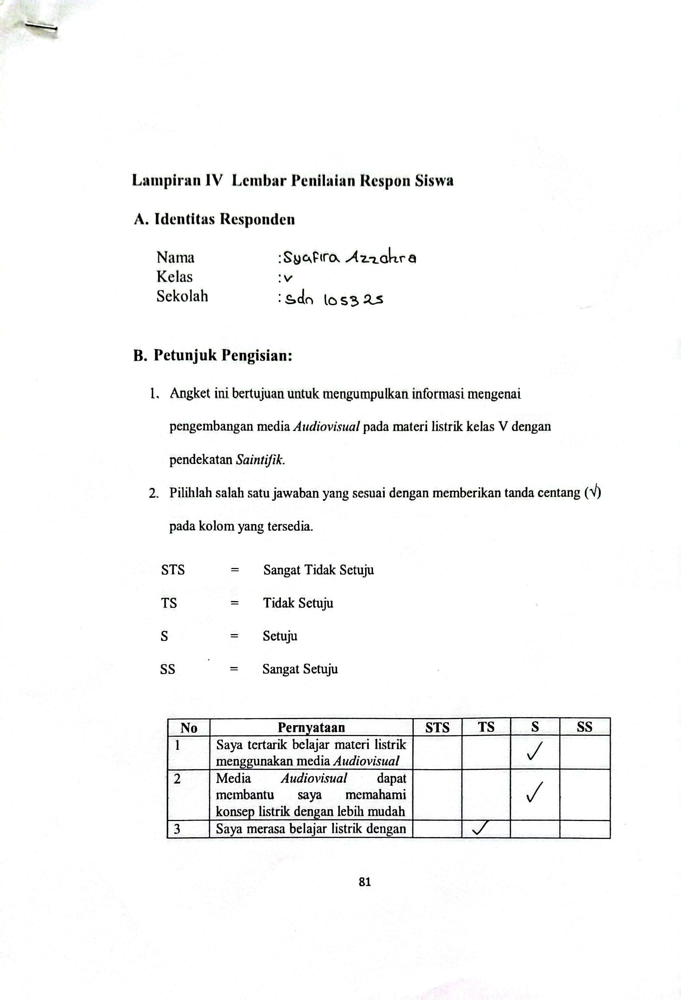 Lampiran IV Lembar Penilaian Respon Siswa
A. Identitas Responden
Nama :Syafira Azzahra
Kelas :v
Sekolah :sdn 105325
B. Petunjuk Pengisian:
1. Angket ini bertujuan untuk mengumpulkan informasi mengenai
pengembangan media Audiovisual pada materi listrik kelas V dengan
pendekatan Saintifik.
2. Pilihlah salah satu jawaban yang sesuai dengan memberikan tanda centang (√)
pada kolom yang tersedia.
STS = Sangat Tidak Setuju
TS = Tidak Setuju
S = Setuju
SS = Sangat Setuju
No Pernyataan STS TS S SS
1 Saya tertarik belajar materi listrik ✓
menggunakan media Audiovisual
2 Media Audiovisual dapat
membantu saya memahami ✓
konsep listrik dengan lebih mudah
3 Saya merasa belajar listrik dengan ✓
81